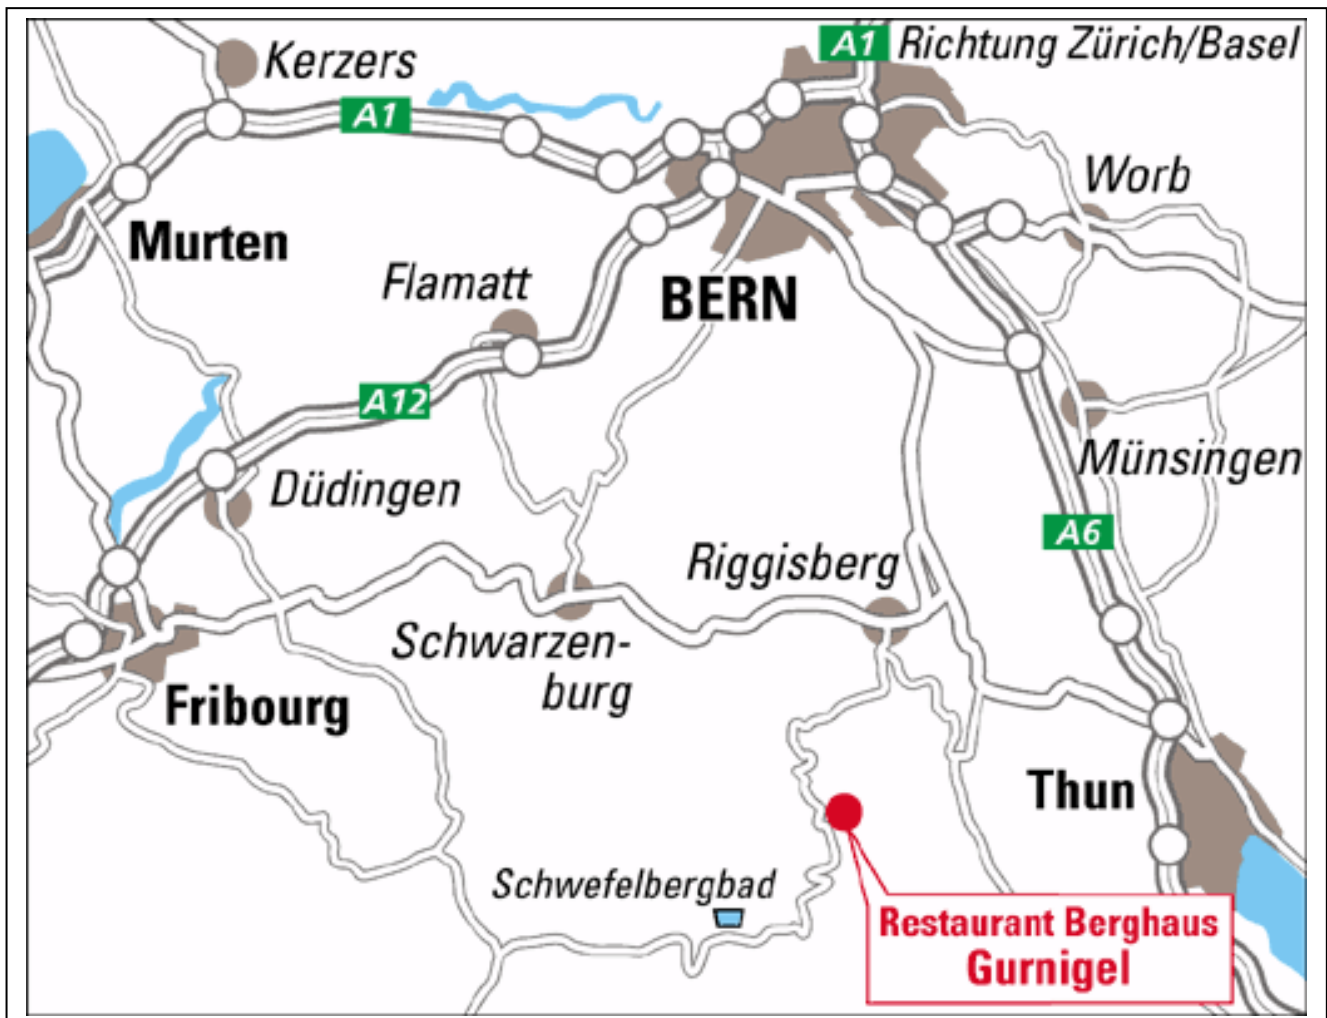 A1 Richtung Zürich/Basel
Kerzers
A1
Worb
Murten
Flamatt
BERN
A12
Münsingen
Düdingen
A6
Riggisberg
Schwarzen-
burg
Fribourg
Thun
Schwefelbergbad
Restaurant Berghaus
Gurnigel